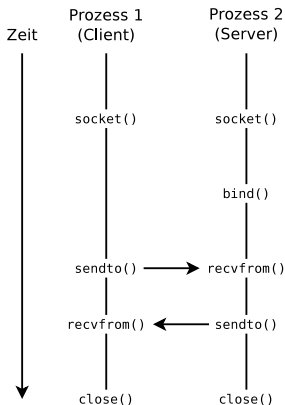 Zeit
Prozess 1
(Client)
Prozess 2
(Server)
socket()
socket()
bind()
sendto()
recvfrom()
recvfrom()
sendto()
close()
close()